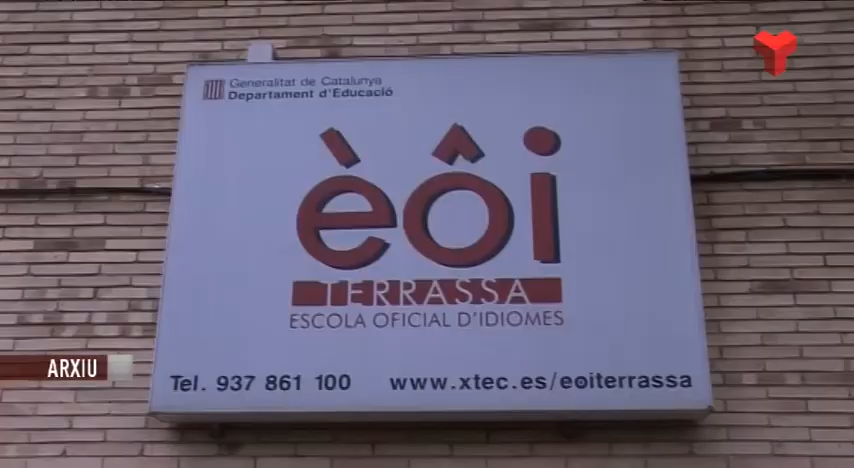 Generalitat de Catalunya
Departament d'Educació
èôi
TERRASSA
ESCOLA OFICIAL D'IDIOMES
Tel. 937 861 100 www.xtec.es/eoiterrassa
ARXIU